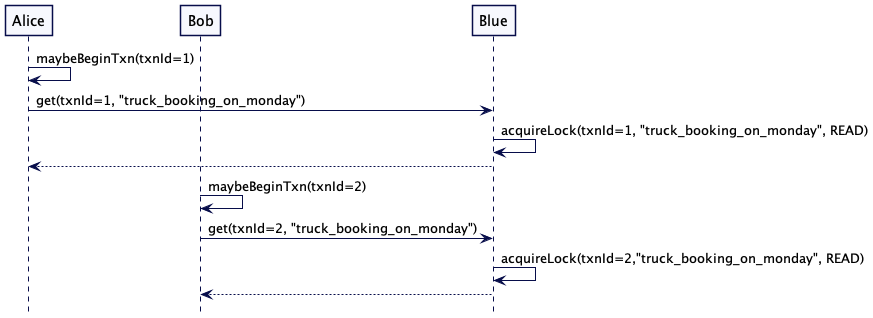 Alice Bob Blue
maybeBeginTxn(txnId=1)
get(txnId=1, "truck_booking_on_monday")
acquireLock(txnId=1, "truck_booking_on_monday", READ)
maybeBeginTxn(txnId=2)
get(txnId=2, "truck_booking_on_monday")
acquireLock(txnId=2,"truck_booking_on_monday", READ)